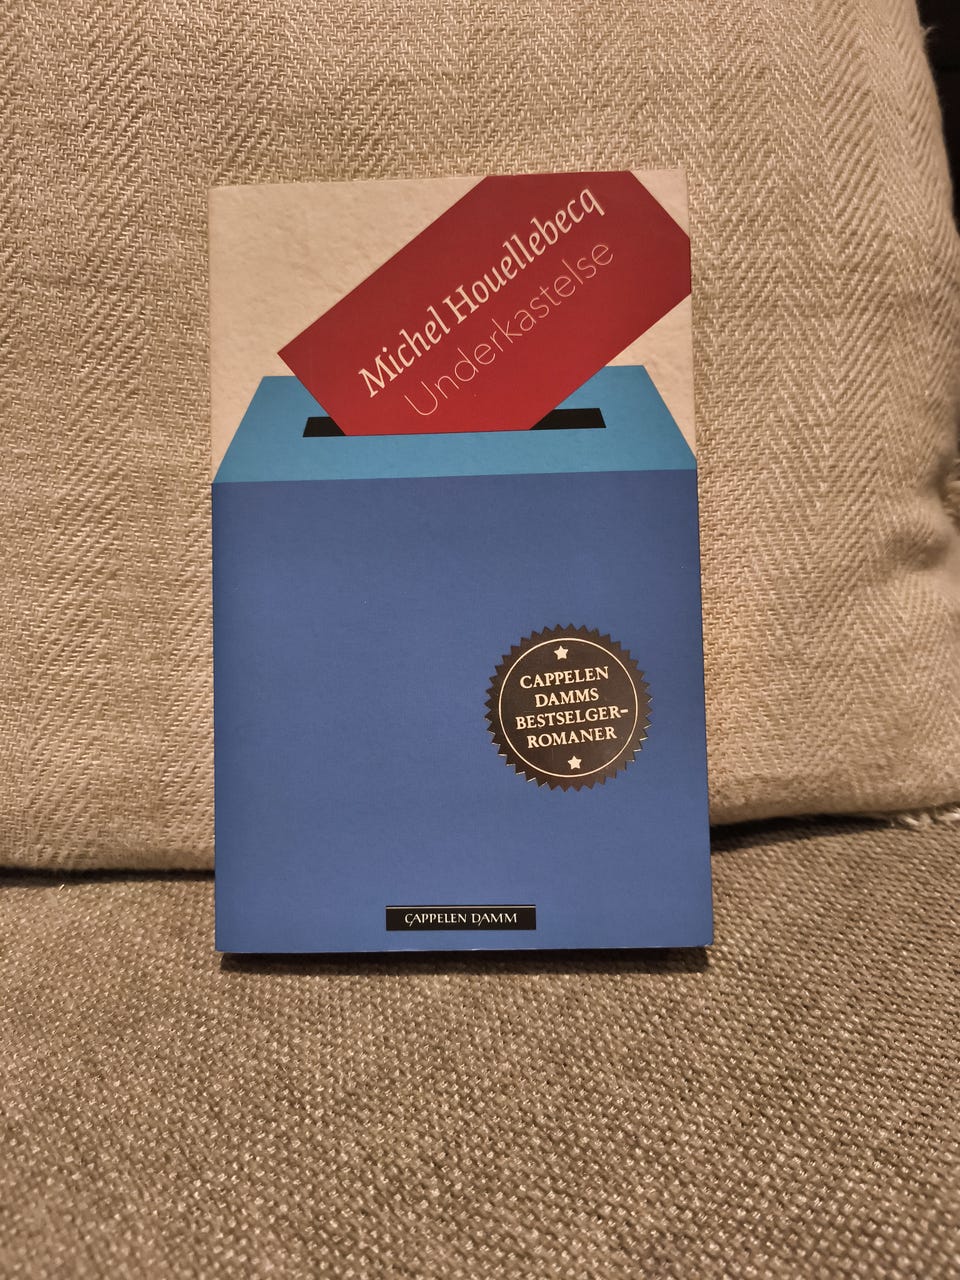 Michel Houellebecq
Underkastelse
CAPPELEN
DAMMS
BESTSELGER-
ROMANER
CAPPELEN DAMM